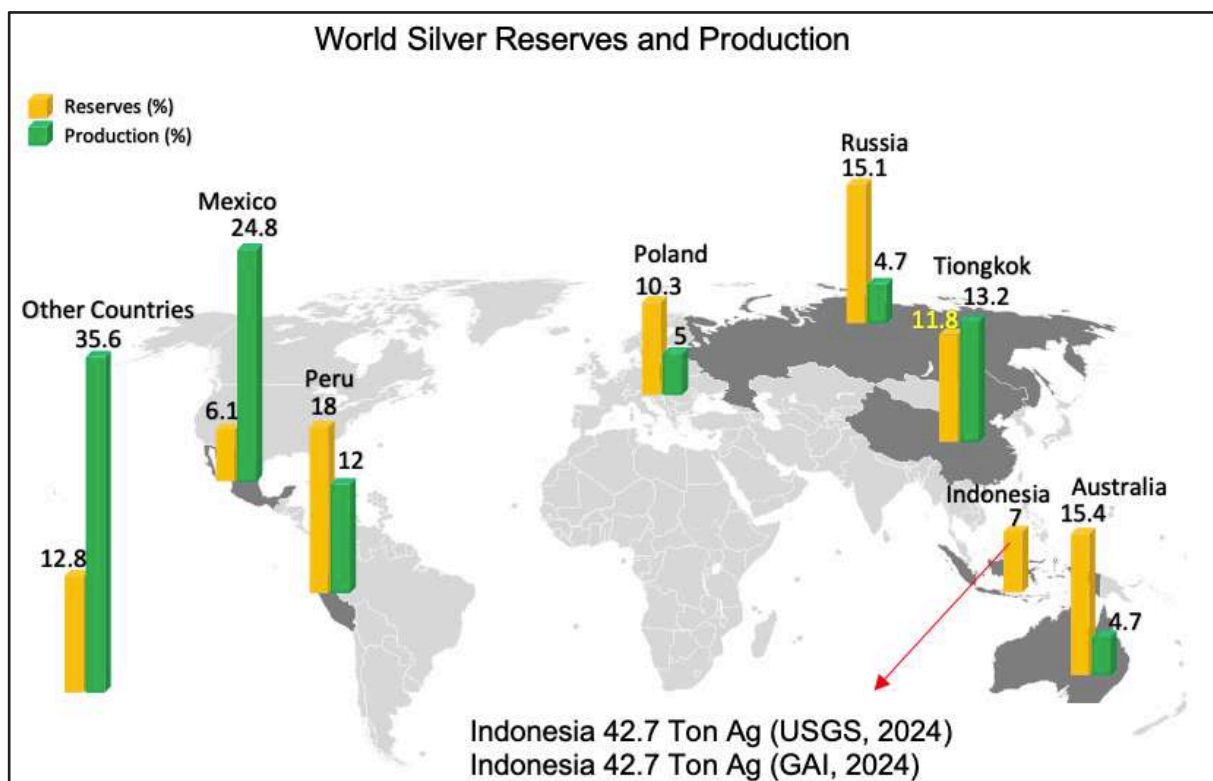 World Silver Reserves and Production
Reserves (%)
Production (%)
Russia
15.1
4.7
Mexico
24.8
6.1
Poland
10.3
5
Tiongkok
13.2
11.8
Other Countries
35.6
12.8
Peru
18
12
Indonesia
7
Australia
15.4
4.7
Indonesia 42.7 Ton Ag (USGS, 2024)
Indonesia 42.7 Ton Ag (GAI, 2024)